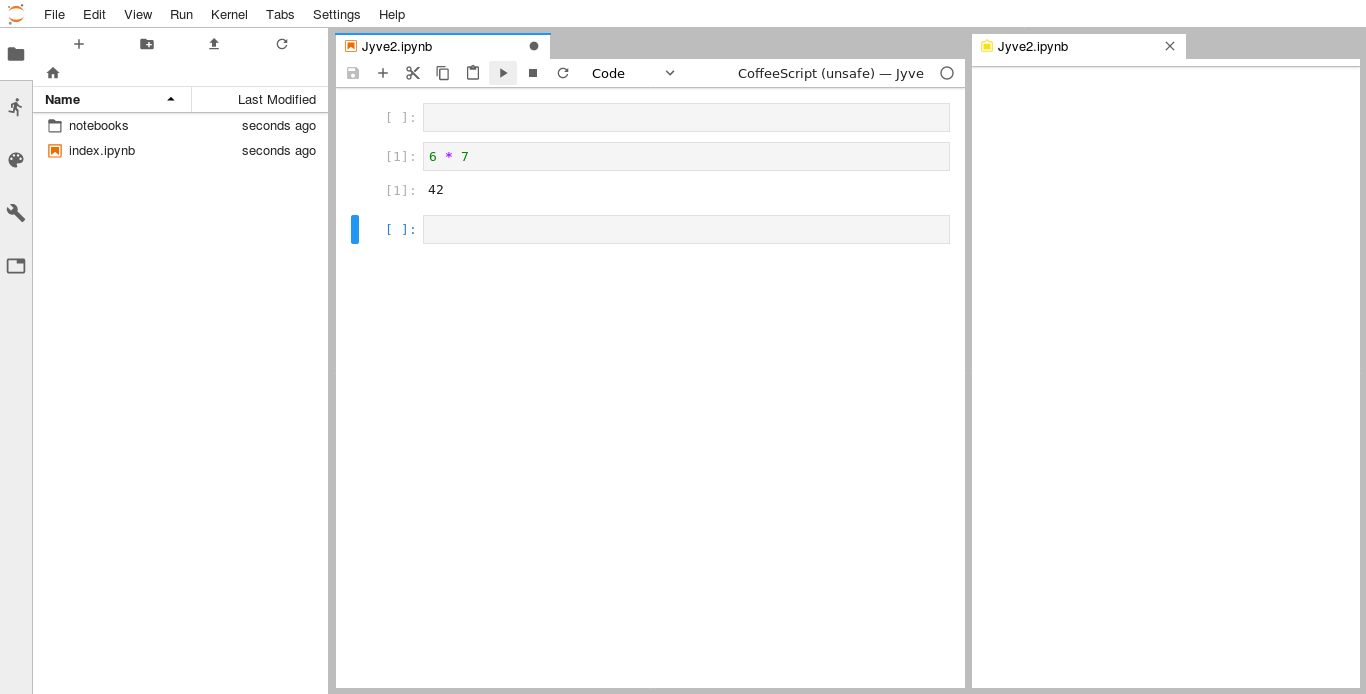 File Edit View Run Kernel Tabs Settings Help
Name Last Modified
notebooks seconds ago
index.ipynb seconds ago
Jyve2.ipynb
Code CoffeeScript (unsafe) — Jyve
[ ]:
[1]: 6 * 7
[1]: 42
[ ]:
Jyve2.ipynb